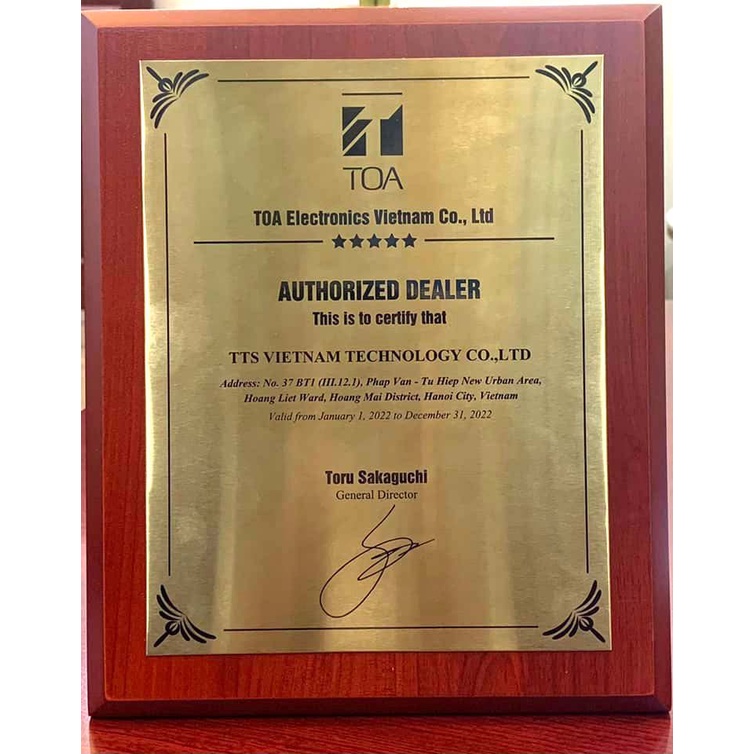 TOA
TOA Electronics Vietnam Co., Ltd
AUTHORIZED DEALER
This is to certify that
TTS VIETNAM TECHNOLOGY CO.,LTD
Address: No. 37 BT1 (III.12.1), Phap Van - Tu Hiep New Urban Area,
Hoang Liet Ward, Hoang Mai District, Hanoi City, Vietnam
Valid from January 1, 2022 to December 31, 2022
Toru Sakaguchi
General Director